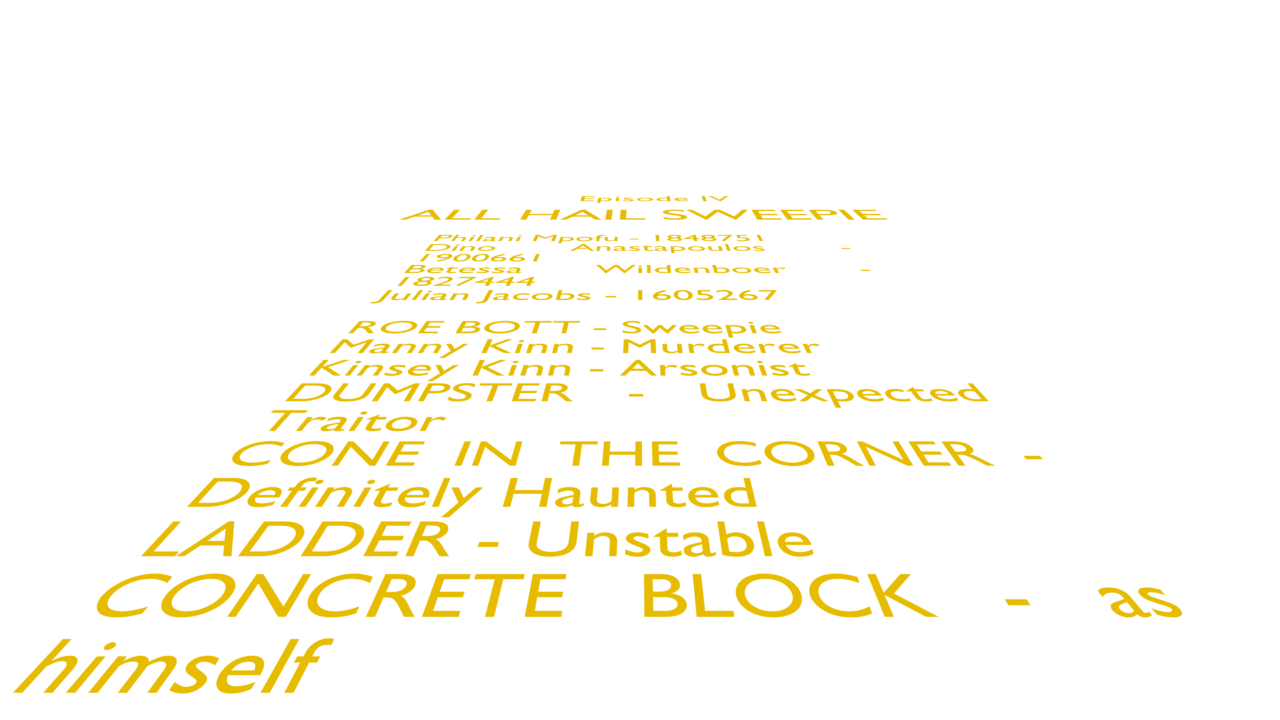 Episode IV
ALL HAIL SWEEPIE
Philani Mpofu - 1848751
Dino Anastapoulos -
1900661
Betessa Wildenboer -
1827444
Julian Jacobs - 1605267
ROE BOTT - Sweepie
Manny Kinn - Murderer
Kinsey Kinn - Arsonist
DUMPSTER - Unexpected
Traitor
CONE IN THE CORNER -
Definitely Haunted
LADDER - Unstable
CONCRETE BLOCK - as
himself